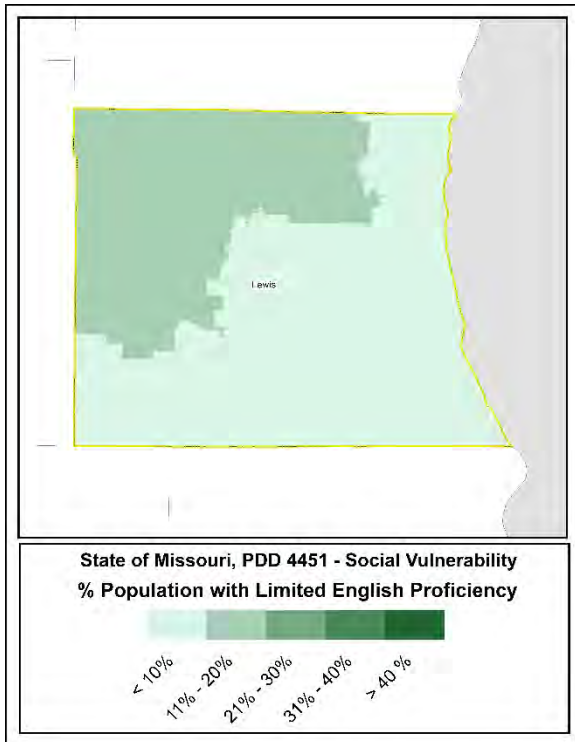 Lewis
State of Missouri, PDD 4451 - Social Vulnerability
% Population with Limited English Proficiency
< 10%
11% - 20%
21% - 30%
31% - 40%
> 40 %